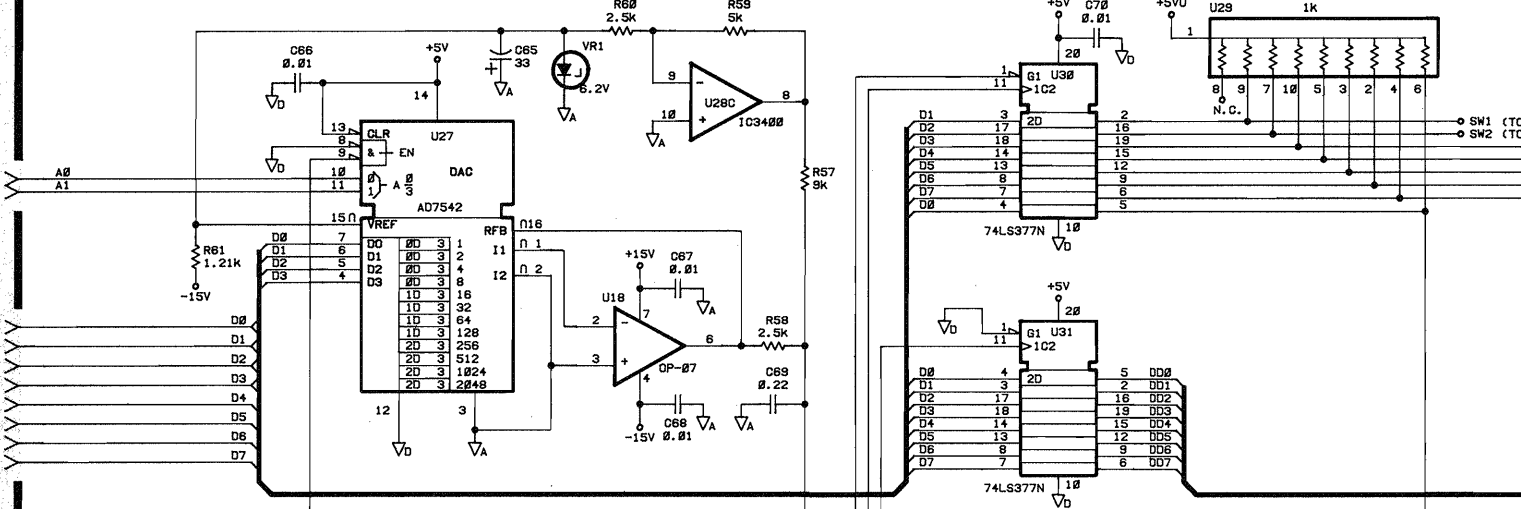 R60
2.5k
R59
5k
C66
0.01
+5V
14
C65
33
+
A
VR1
6.2V
A
9
10
-
+
U28C
8
IC3400
A
D
U27
13
CLR
8
9
&
EN
D
DAC
A0
A1
10
11
0
1
A 0
3
AD7542
15
VREF
RFB
16
R61
1.21k
-15V
D0
D1
D2
D3
7
6
5
4
D0
D1
D2
D3
0D 3 1
0D 3 2
0D 3 4
0D 3 8
1D 3 16
1D 3 32
1D 3 64
1D 3 128
2D 3 256
2D 3 512
2D 3 1024
2D 3 2048
I1
1
I2
2
12
3
D
A
D0
D1
D2
D3
D4
D5
D6
D7
+15V
C67
0.01
A
U18
2
3
-
+
7
6
4
OP-07
-15V
C68
0.01
A
R58
2.5k
C69
0.22
A
R57
9k
+5V
C70
0.01
D
20
U30
1
11
G1
1C2
2D
D1 3 2
D2 17 16
D3 18 19
D4 14 15
D5 13 12
D6 8 9
D7 7 6
D0 4 5
74LS377N
10
D
+5VU
U29
1k
1
8 9 7 10 5 3 2 4 6
N.C.
SW1 (TO
SW2 (TO
+5V
20
U31
D
1
11
G1
1C2
2D
D0 4 5 DD0
D1 3 2 DD1
D2 17 16 DD2
D3 18 19 DD3
D4 14 15 DD4
D5 13 12 DD5
D6 8 9 DD6
D7 7 6 DD7
74LS377N
10
D